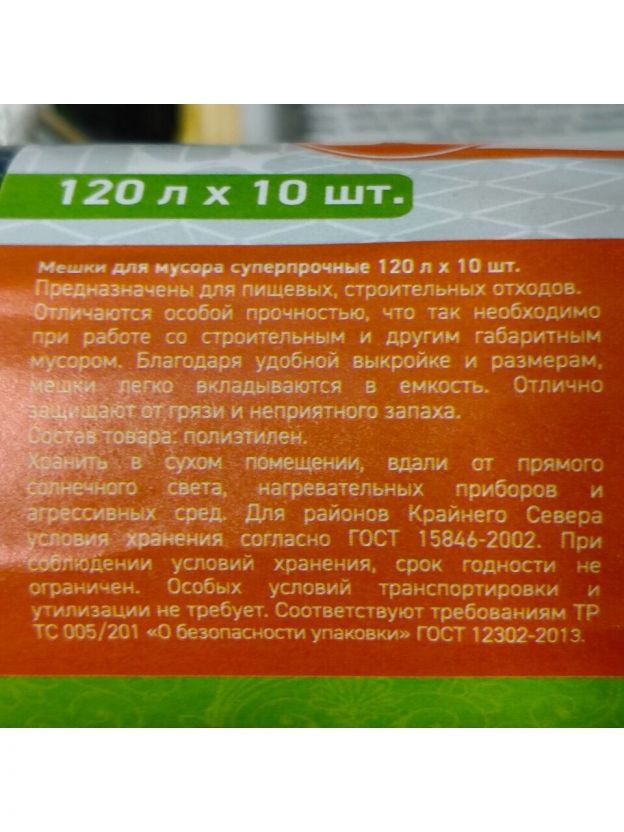 120 л х 10 шт.
Мешки для мусора суперпрочные 120 л х 10 шт.
Предназначены для пищевых, строительных отходов.
Отличаются особой прочностью, что так необходимо
при работе со строительным и другим габаритным
мусором. Благодаря удобной выкройке и размерам,
мешки легко вкладываются в емкость. Отлично
защищают от грязи и неприятного запаха.
Состав товара: полиэтилен.
Хранить в сухом помещении, вдали от прямого
солнечного света, нагревательных приборов и
агрессивных сред. Для районов Крайнего Севера
условия хранения согласно ГОСТ 15846-2002. При
соблюдении условий хранения, срок годности не
ограничен. Особых условий транспортировки и
утилизации не требует. Соответствуют требованиям ТР
ТС 005/201 «О безопасности упаковки» ГОСТ 12302-2013.